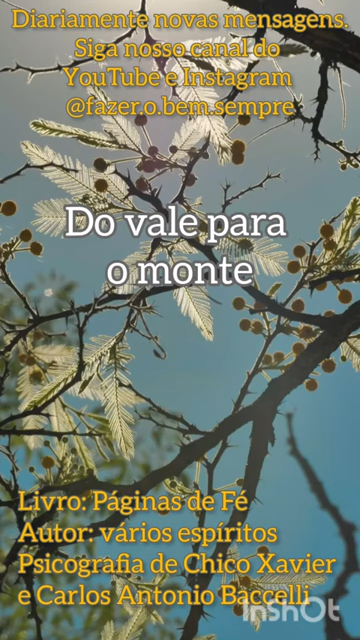 Diariamente novas mensagens.
Siga nosso canal do
YouTube e Instagram
@fazer.o.bem.sempre
Do vale para
o monte
Livro: Páginas de Fé
Autor: vários espíritos
Psicografia de Chico Xavier
e Carlos Antonio Baccelli
InShOt